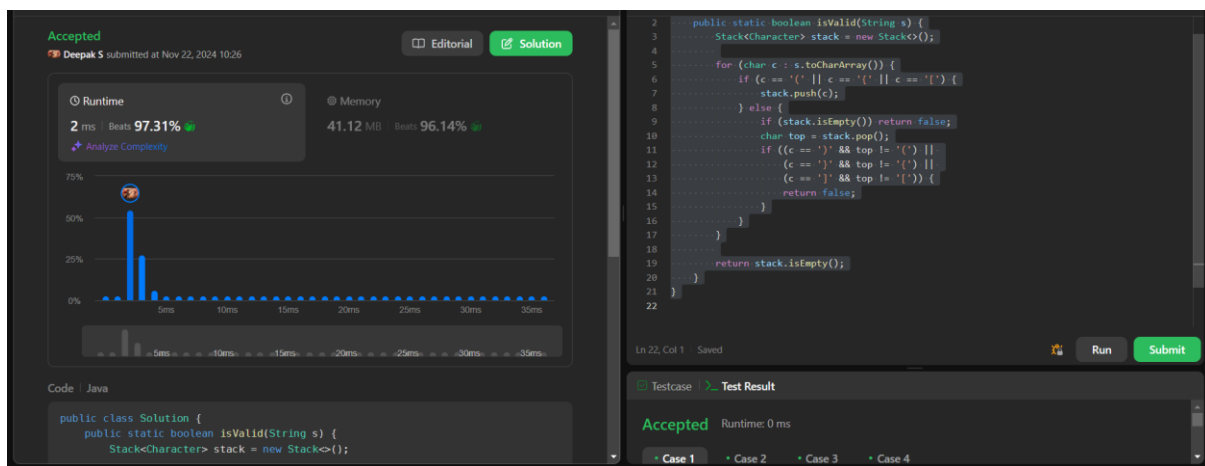 Accepted
Deepak S submitted at Nov 22, 2024 10:26
Editorial
Solution
Runtime
2 ms Beats 97.31%
Analyze Complexity
Memory
41.12 MB Beats 96.14%
75%
50%
25%
0%
5ms 10ms 15ms 20ms 25ms 30ms 35ms
5ms 10ms 15ms 20ms 25ms 30ms 35ms
Code Java
public class Solution {
public static boolean isValid(String s) {
Stack<Character> stack = new Stack<>();
2 public static boolean isValid(String s) {
3 Stack<Character> stack = new Stack<>();
4
5 for (char c : s.toCharArray()) {
6 if (c == '(' || c == '{' || c == '[') {
7 stack.push(c);
8 } else {
9 if (stack.isEmpty()) return false;
10 char top = stack.pop();
11 if ((c == ')' && top != '(') ||
12 (c == '}' && top != '{') ||
13 (c == ']' && top != '[')) {
14 return false;
15 }
16 }
17 }
18
19 return stack.isEmpty();
20 }
21 }
22
Ln 22, Col 1 Saved
Run
Submit
Testcase
Test Result
Accepted Runtime: 0 ms
Case 1 Case 2 Case 3 Case 4